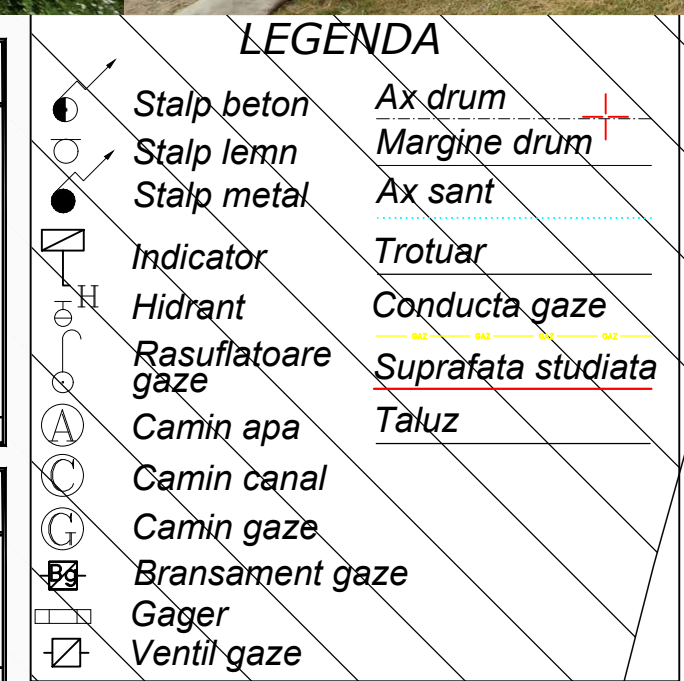 LEGENDA
Stalp beton
Stalp lemn
Stalp metal
Indicator
H
Hidrant
Rasuflatoare
gaze
A
Camin apa
C
Camin canal
G
Camin gaze
Bg
Bransament gaze
Gager
Ventil gaze
Ax drum
Margine drum
Ax sant
Trotuar
Conducta gaze
GAZ GAZ GAZ GAZ
Suprafata studiata
Taluz